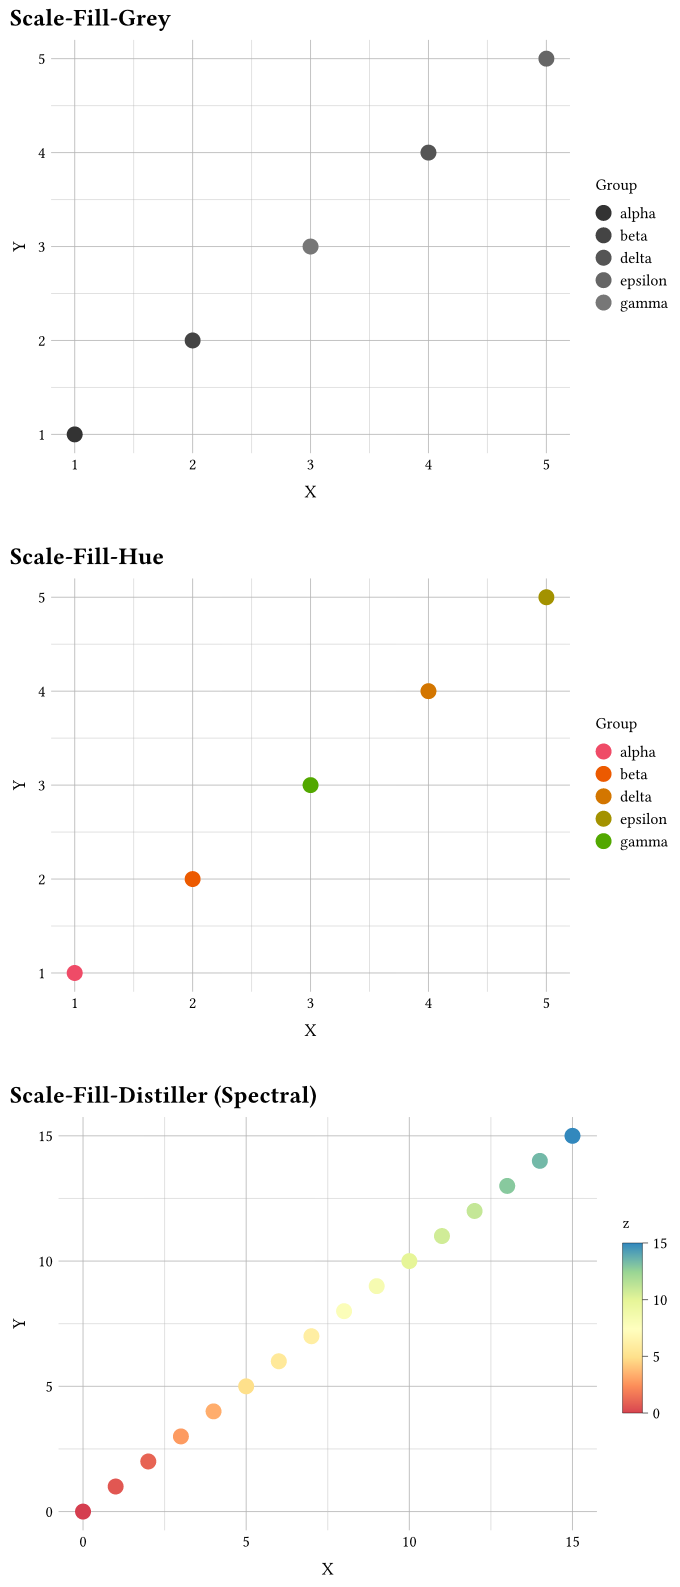 Scale-Fill-Grey
5
4
3
2
1
Y
1 2 3 4 5
X
Group
alpha
beta
delta
epsilon
gamma
Scale-Fill-Hue
5
4
3
2
1
Y
1 2 3 4 5
X
Group
alpha
beta
delta
epsilon
gamma
Scale-Fill-Distiller (Spectral)
15
10
5
0
Y
0 5 10 15
X
z
15
10
5
0